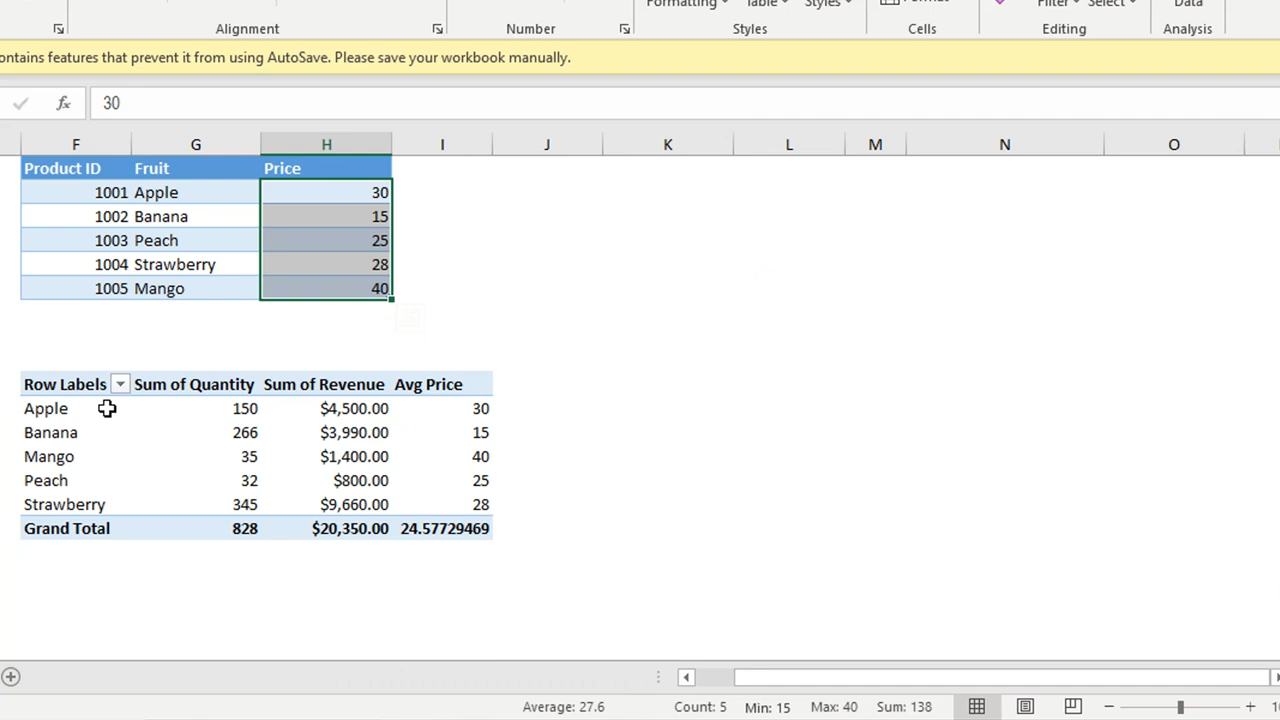 Formatting Table Styles Filter Select Data
Alignment Number Styles Cells Editing Analysis
ontains features that prevent it from using AutoSave. Please save your workbook manually.
fx 30
F G H I J K L M N O
Product ID Fruit Price
1001 Apple 30
1002 Banana 15
1003 Peach 25
1004 Strawberry 28
1005 Mango 40
Row Labels Sum of Quantity Sum of Revenue Avg Price
Apple 150 $4,500.00 30
Banana 266 $3,990.00 15
Mango 35 $1,400.00 40
Peach 32 $800.00 25
Strawberry 345 $9,660.00 28
Grand Total 828 $20,350.00 24.57729469
Average: 27.6 Count: 5 Min: 15 Max: 40 Sum: 138